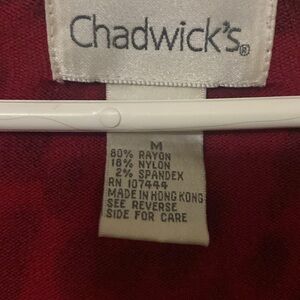 Chadwick's®
M
80% RAYON
18% NYLON
2% SPANDEX
RN 107444
MADE IN HONG KONG
SEE REVERSE
SIDE FOR CARE